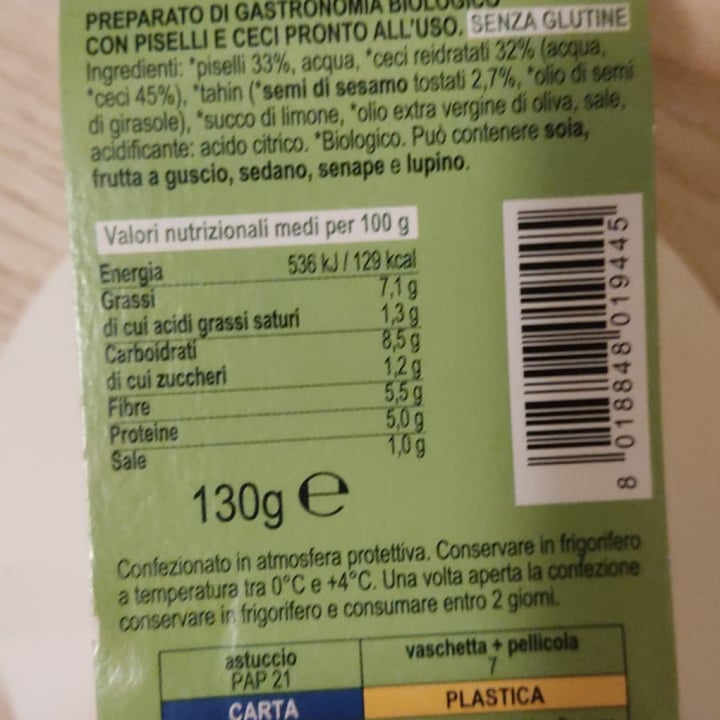 PREPARATO DI GASTRONOMIA BIOLOGICO
CON PISELLI E CECI PRONTO ALL'USO. SENZA GLUTINE
Ingredienti: *piselli 33%, acqua, *ceci reidratati 32% (acqua,
*ceci 45%), *tahin (*semi di sesamo tostati 2,7%, *olio di semi
di girasole), *succo di limone, *olio extra vergine di oliva, sale,
acidificante: acido citrico. *Biologico. Può contenere soia,
frutta a guscio, sedano, senape e lupino.
Valori nutrizionali medi per 100 g
Energia 536 kJ / 129 kcal
Grassi 7,1 g
di cui acidi grassi saturi 1,3 g
Carboidrati 8,5 g
di cui zuccheri 1,2 g
Fibre 5,5 g
Proteine 5,0 g
Sale 1,0 g
8 018848 019445
130g e
Confezionato in atmosfera protettiva. Conservare in frigorifero
a temperatura tra 0°C e +4°C. Una volta aperta la confezione
conservare in frigorifero e consumare entro 2 giorni.
astuccio
PAP 21
CARTA
vaschetta + pellicola
7
PLASTICA